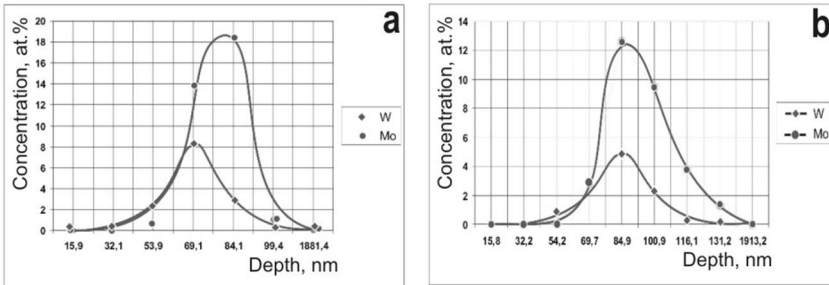 a
Concentration, at.%
20
18
16
14
12
10
8
6
4
2
0
15,9 32,1 53,9 69,1 84,1 99,4 1881,4
Depth, nm
W
Mo
b
Concentration, at.%
14
12
10
8
6
4
2
0
15,8 32,2 54,2 69,7 84,9 100,9 116,1 131,2 1913,2
Depth, nm
W
Mo